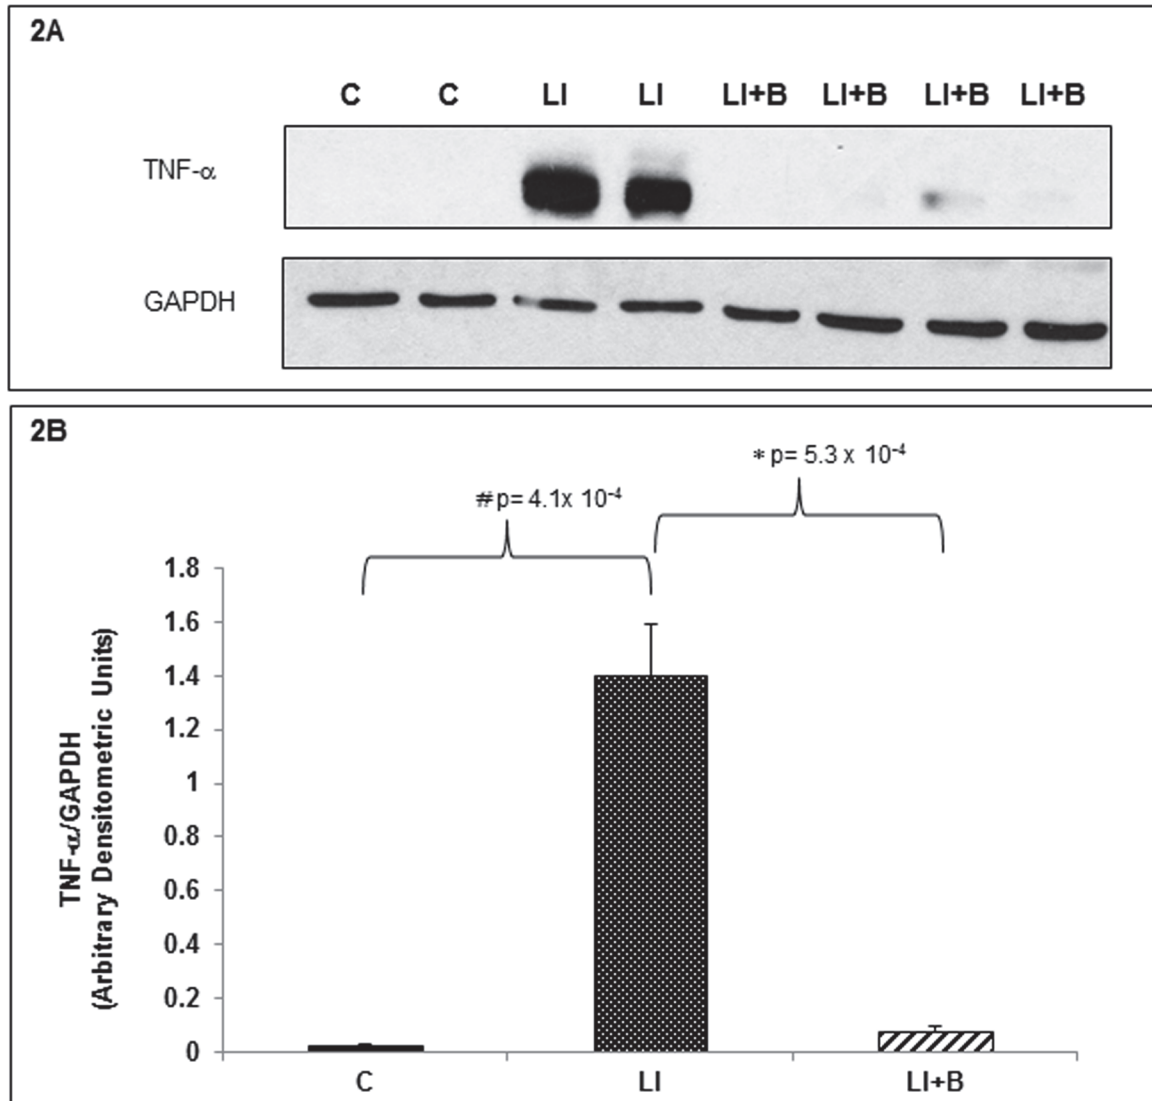 2A
C C LI LI LI+B LI+B LI+B LI+B
TNF-α
GAPDH
2B
* p= 5.3 x 10⁻⁴
# p= 4.1x 10⁻⁴
1.8
1.6
1.4
1.2
1
0.8
0.6
0.4
0.2
0
TNF-α/GAPDH
(Arbitrary Densitometric Units)
C LI LI+B